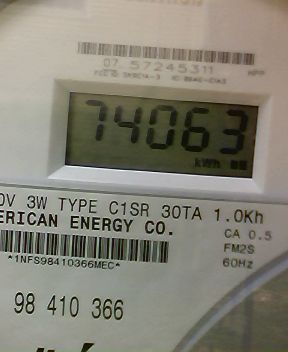 07 57245311
HPP
74063
kWh
0V 3W TYPE C1SR 30TA 1.0Kh
ERICAN ENERGY CO.
CA 0.5
FM2S
60Hz
*1NFS98410366MEC*
98 410 366